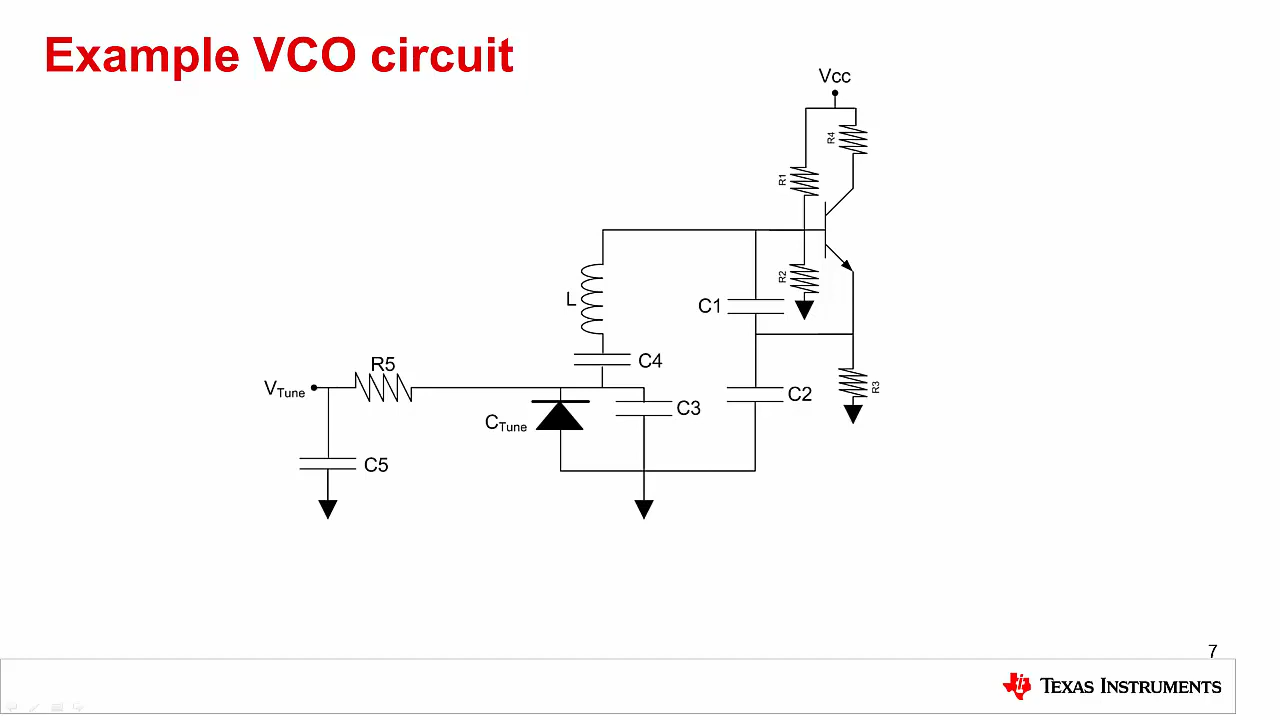 Example VCO circuit
Vcc
R4
R1
R2
L
C1
C4
R5
VTune
C3
C2
R3
CTune
C5
7
TEXAS INSTRUMENTS